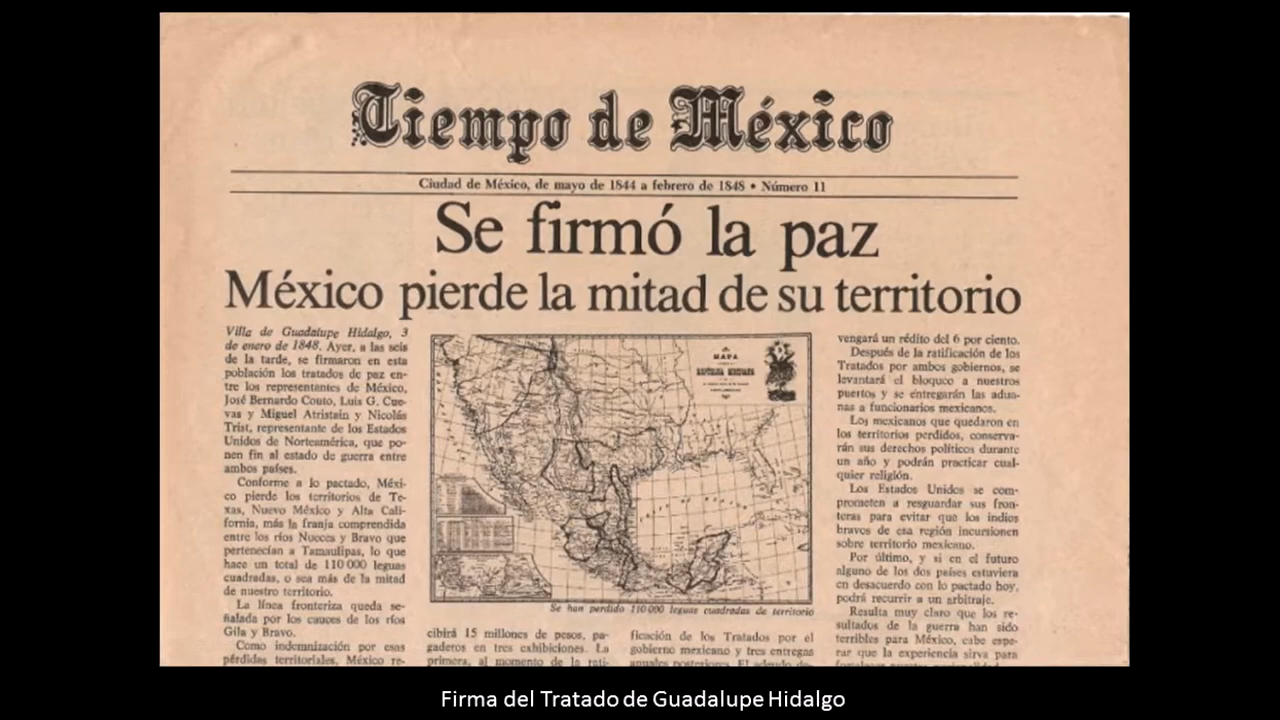 Tiempo de México
Ciudad de México, de mayo de 1844 a febrero de 1848 • Número 11
Se firmó la paz
México pierde la mitad de su territorio
Villa de Guadalupe Hidalgo, 3
de enero de 1848. Ayer, a las seis
de la tarde, se firmaron en esta
población los tratados de paz en-
tre los representantes de México,
José Bernardo Couto, Luis G. Cue-
vas y Miguel Atristain y Nicolás
Trist, representante de los Estados
Unidos de Norteamérica, que po-
nen fin al estado de guerra entre
ambos países.
Conforme a lo pactado, Méxi-
co pierde los territorios de Te-
xas, Nuevo México y Alta Cali-
fornia, más la franja comprendida
entre los ríos Nueces y Bravo que
pertenecían a Tamaulipas, lo que
hace un total de 110 000 leguas
cuadradas, o sea más de la mitad
de nuestro territorio.
La línea fronteriza queda se-
ñalada por los cauces de los ríos
Gila y Bravo.
Como indemnización por esas
pérdidas territoriales, México re-
MAPA
REPÚBLICA MEXICANA
Se han perdido 110 000 leguas cuadradas de territorio
cibirá 15 millones de pesos, pa-
gaderos en tres exhibiciones. La
primera, al momento de la rati-
ficación de los Tratados por el
gobierno mexicano y tres entregas
anuales posteriores. El adeudo de-
vengará un rédito del 6 por ciento.
Después de la ratificación de los
Tratados por ambos gobiernos, se
levantará el bloqueo a nuestros
puertos y se entregarán las adua-
nas a funcionarios mexicanos.
Los mexicanos que quedaron en
los territorios perdidos, conserva-
rán sus derechos políticos durante
un año y podrán practicar cual-
quier religión.
Los Estados Unidos se com-
prometen a resguardar sus fron-
teras para evitar que los indios
bravos de esa región incursionen
sobre territorio mexicano.
Por último, y si en el futuro
alguno de los dos países estuviera
en desacuerdo con lo pactado hoy,
podrá recurrir a un arbitraje.
Resulta muy claro que los re-
sultados de la guerra han sido
terribles para México, cabe espe-
rar que la experiencia sirva para
Firma del Tratado de Guadalupe Hidalgo